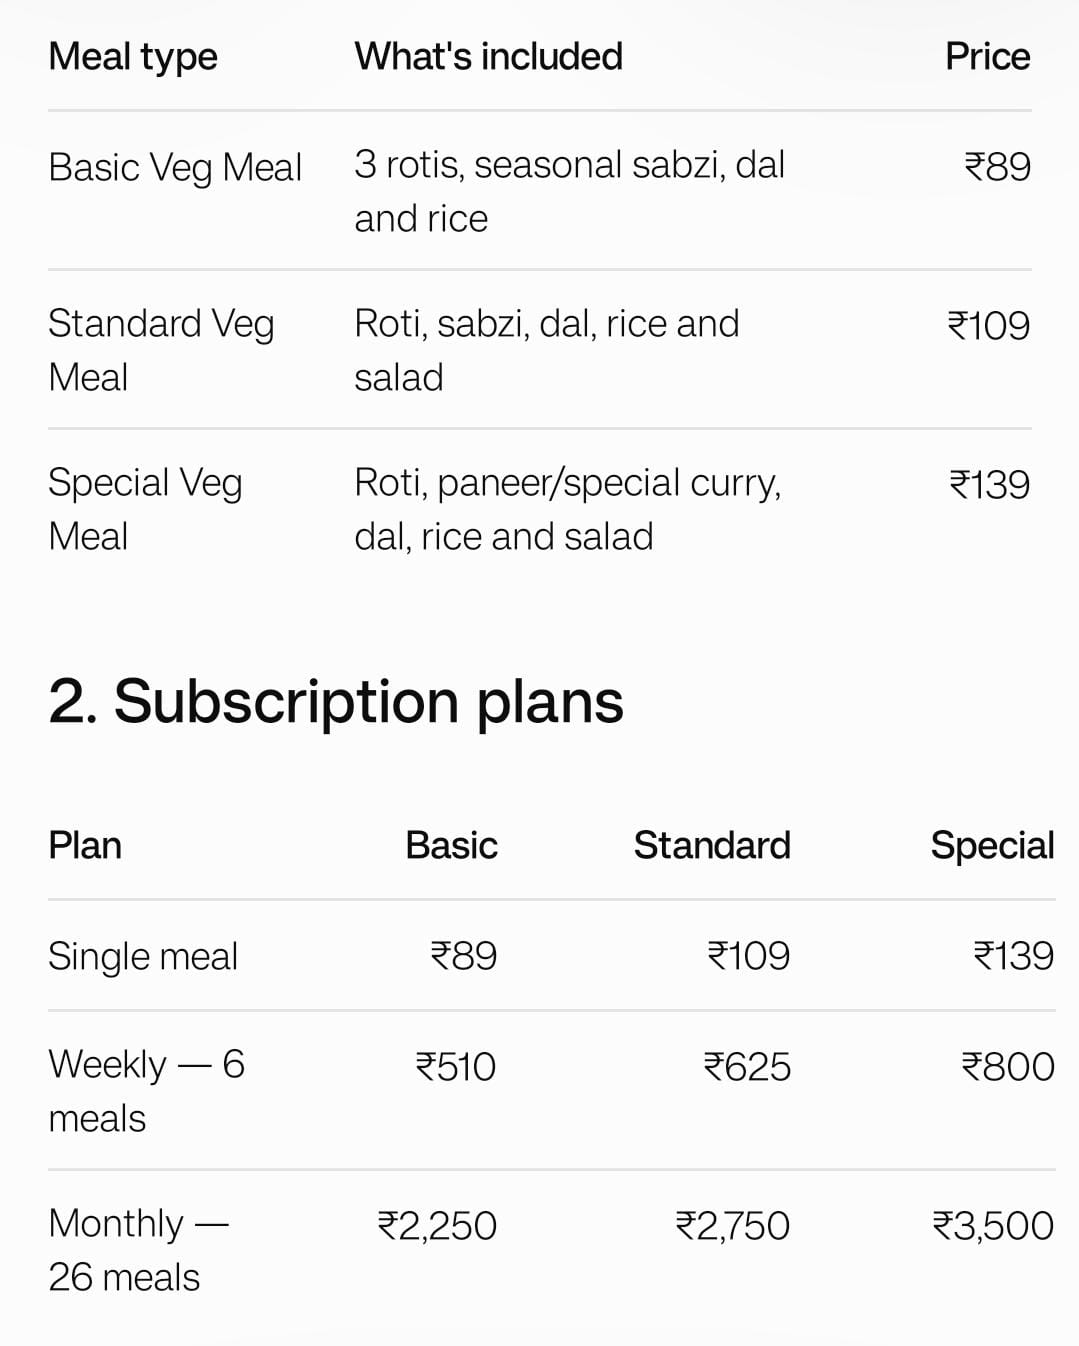 Meal type What's included Price
Basic Veg Meal 3 rotis, seasonal sabzi, dal ₹89
and rice
Standard Veg Roti, sabzi, dal, rice and ₹109
Meal salad
Special Veg Roti, paneer/special curry, ₹139
Meal dal, rice and salad
2. Subscription plans
Plan Basic Standard Special
Single meal ₹89 ₹109 ₹139
Weekly — 6 ₹510 ₹625 ₹800
meals
Monthly — ₹2,250 ₹2,750 ₹3,500
26 meals